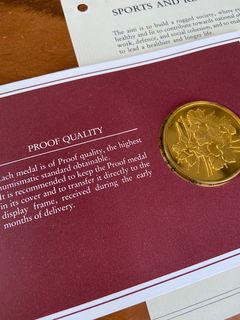 SPORTS AND RE
The aim is to build a rugged society, where e
healthy and fit to contribute towards national
work, defence, and social cohesion, and to
to lead a healthier and longer life.
PROOF QUALITY
Each medal is of Proof quality, the highest
numismatic standard obtainable.
It is recommended to keep the Proof medal
in its cover and to transfer it directly to the
display frame, received during the early
months of delivery.